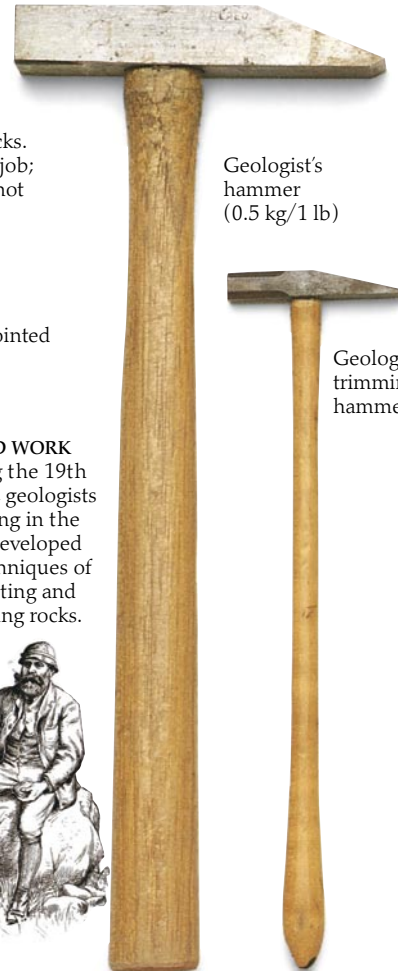 cks.
job;
not
ointed
D WORK
g the 19th
geologists
ng in the
eveloped
hniques of
ting and
ng rocks.
Geologist's
hammer
(0.5 kg/1 lb)
Geolog
trimmin
hamme